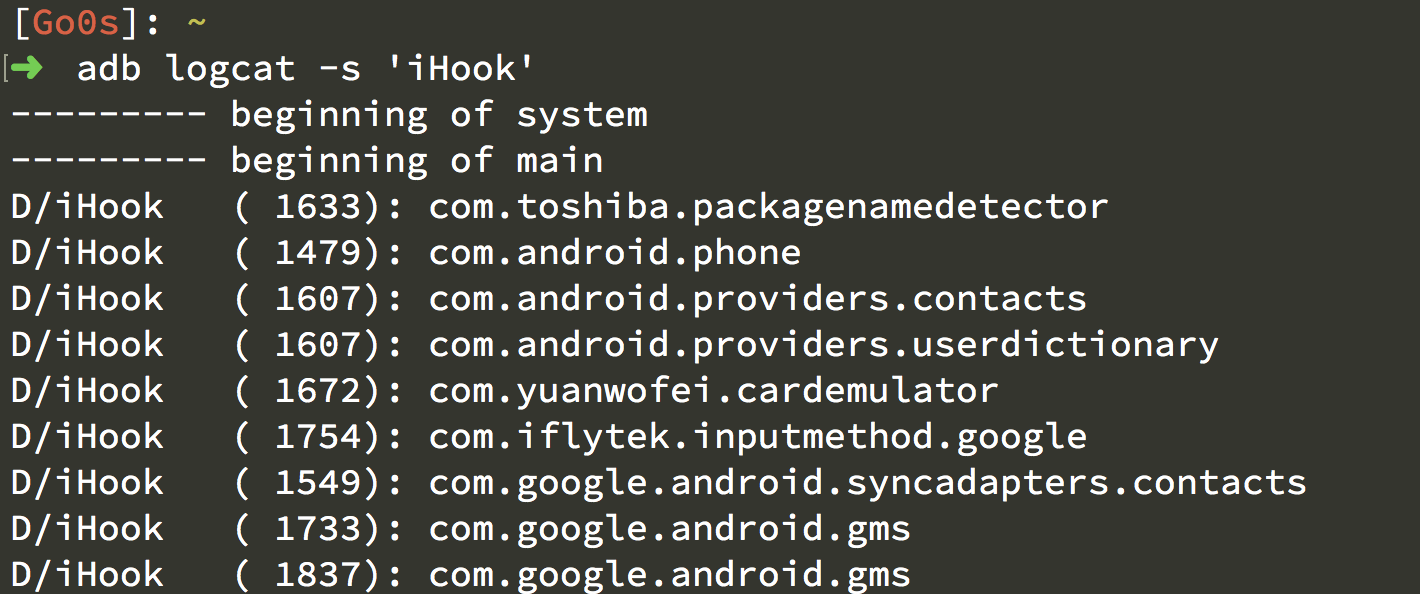 [Go0s]: ~
[➜  adb logcat -s 'iHook'
--------- beginning of system
--------- beginning of main
D/iHook   ( 1633): com.toshiba.packagenamedetector
D/iHook   ( 1479): com.android.phone
D/iHook   ( 1607): com.android.providers.contacts
D/iHook   ( 1607): com.android.providers.userdictionary
D/iHook   ( 1672): com.yuanwofei.cardemulator
D/iHook   ( 1754): com.iflytek.inputmethod.google
D/iHook   ( 1549): com.google.android.syncadapters.contacts
D/iHook   ( 1733): com.google.android.gms
D/iHook   ( 1837): com.google.android.gms